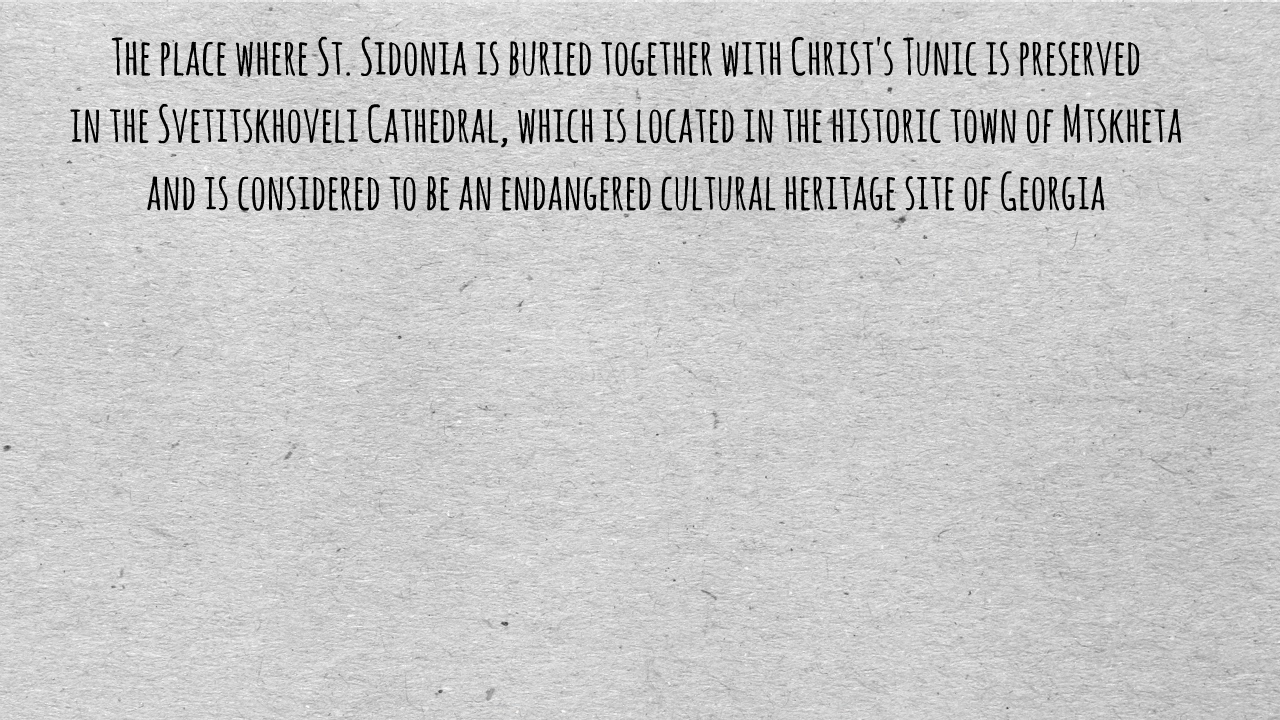 The place where St. Sidonia is buried together with Christ's Tunic is preserved
in the Svetitskhoveli Cathedral, which is located in the historic town of Mtskheta
and is considered to be an endangered cultural heritage site of Georgia